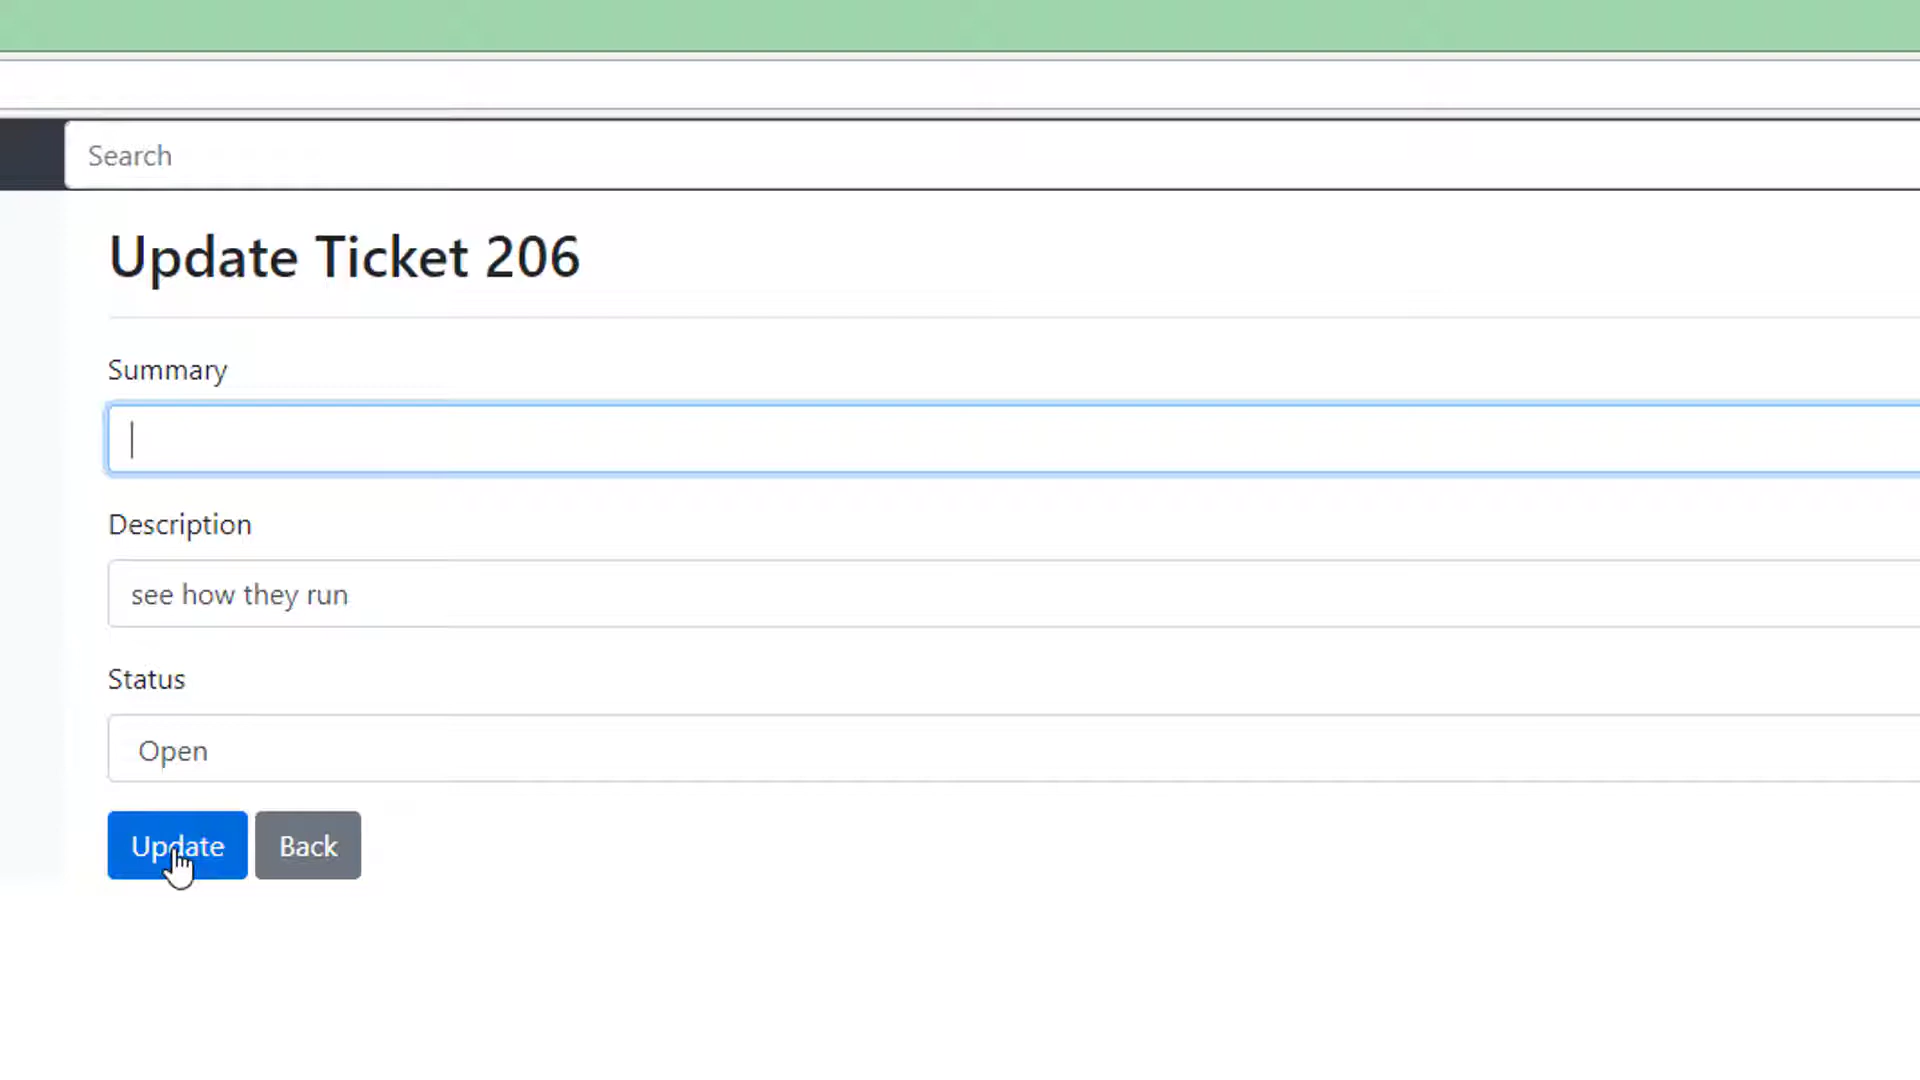 Search
Update Ticket 206
Summary
Description
see how they run
Status
Open
Update Back